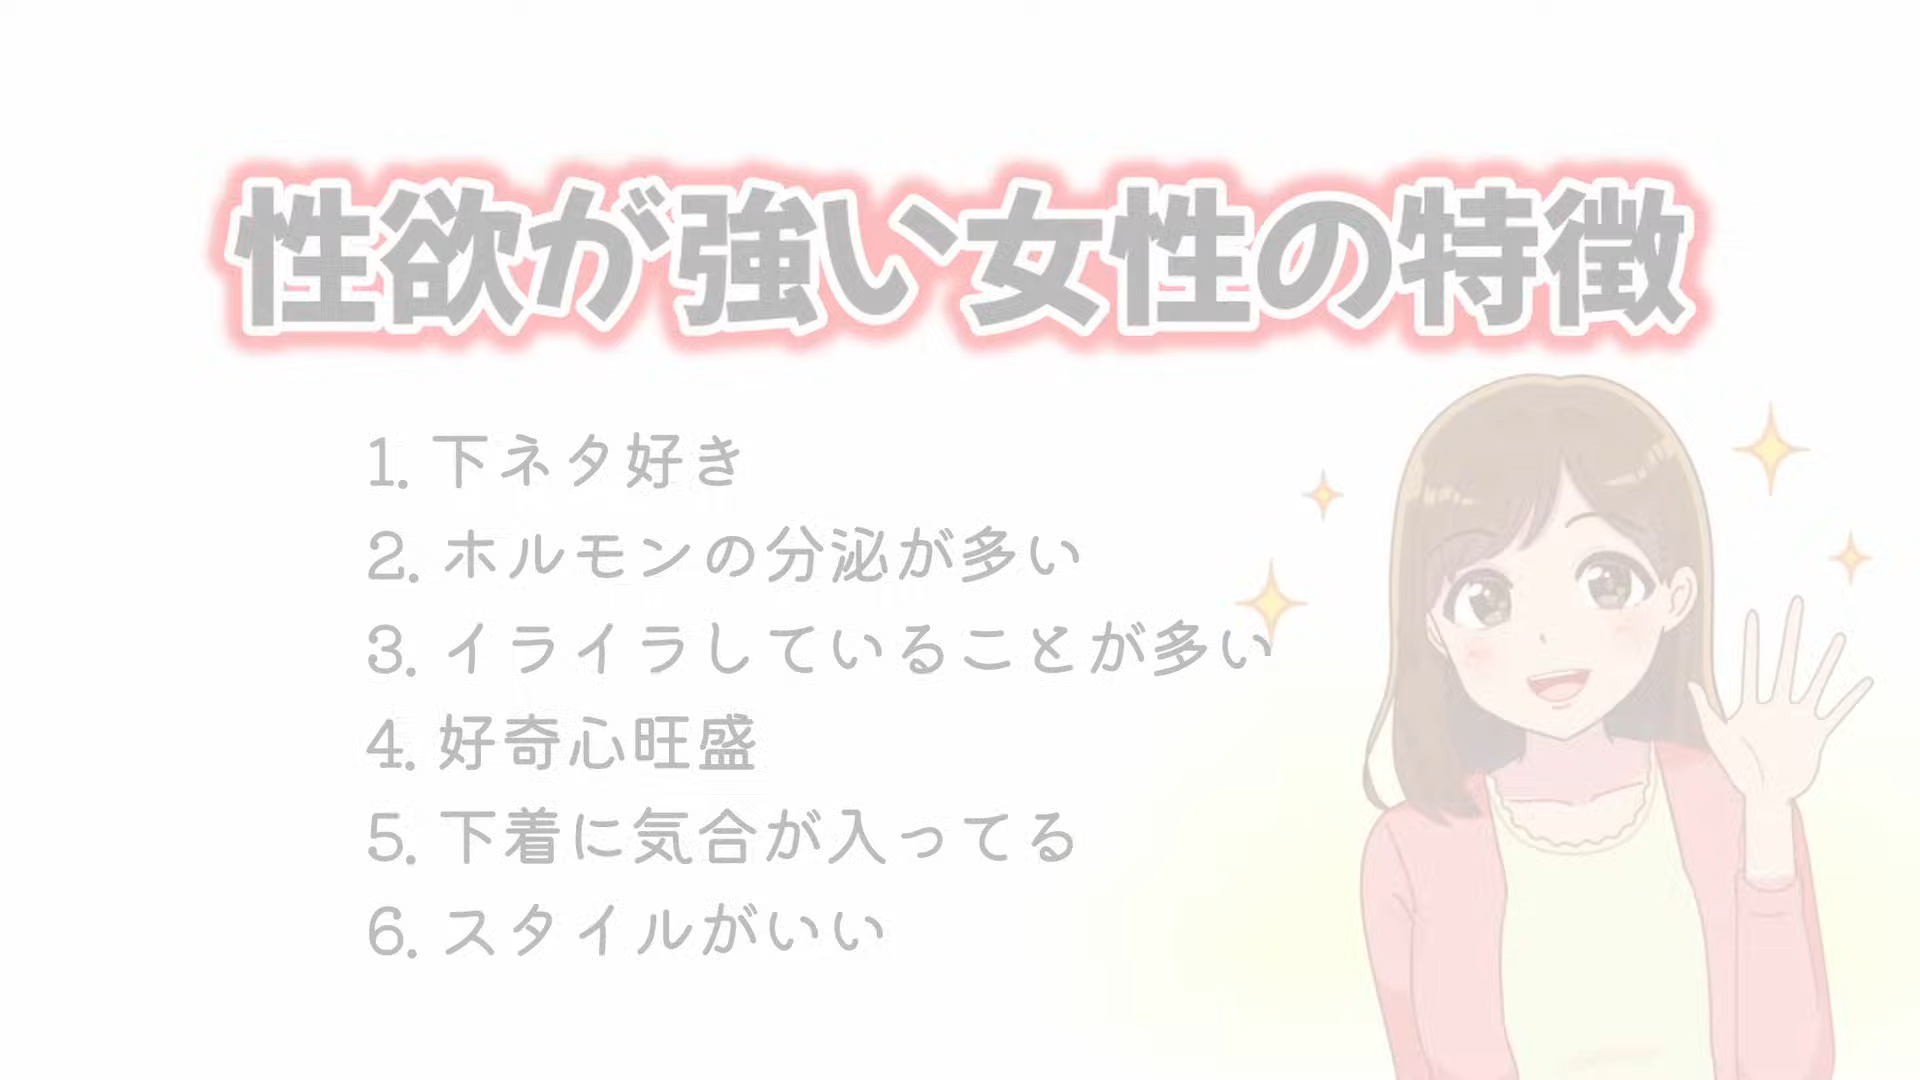 性欲が強い女性の特徴
1. 下ネタ好き
2. ホルモンの分泌が多い
3. イライラしていることが多い
4. 好奇心旺盛
5. 下着に気合が入ってる
6. スタイルがいい